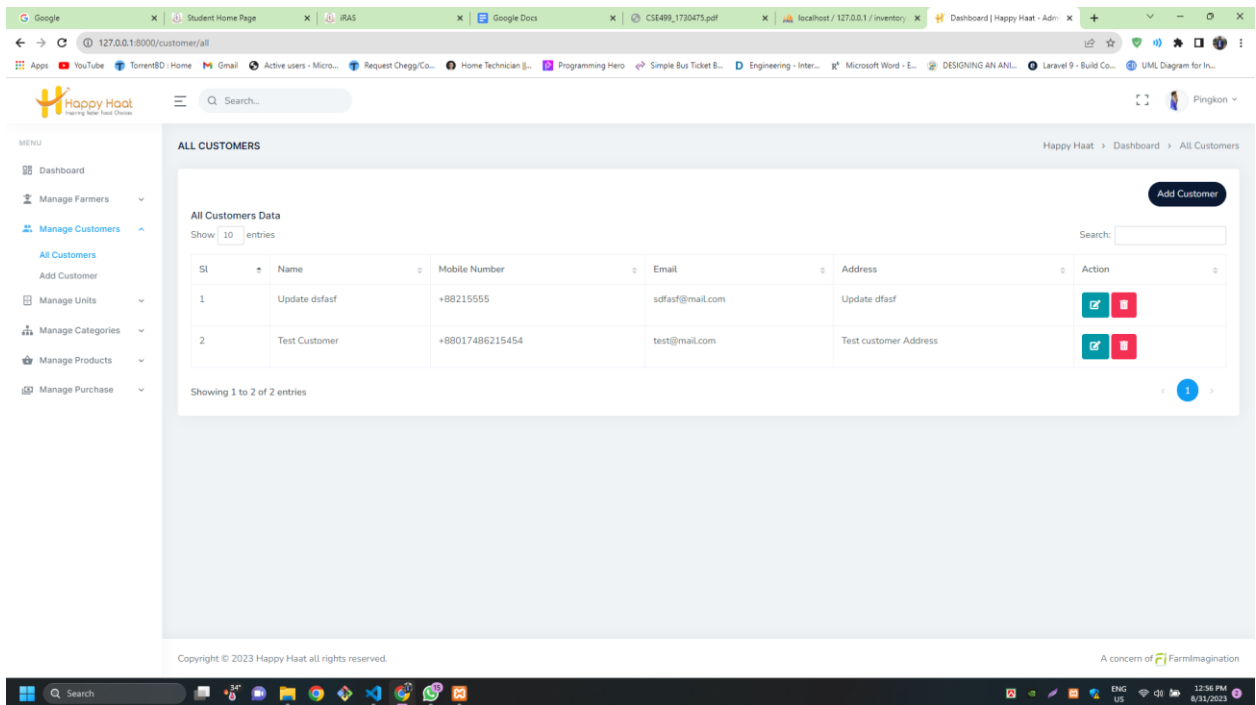 Google
Student Home Page
iRAS
Google Docs
CSE499_1730475.pdf
localhost / 127.0.0.1 / inventory
Dashboard | Happy Haat - Adm
127.0.0.1:8000/customer/all
Apps YouTube TorrentBD : Home Gmail Active users - Micro... Request Chegg/Co... Home Technician ||... Programming Hero Simple Bus Ticket B... Engineering - Inter... Microsoft Word - E... DESIGNING AN ANI... Laravel 9 - Build Co... UML Diagram for In...
Happy Haat
Inspiring Better Food Choices
Search...
Pingkon
MENU
Dashboard
Manage Farmers
Manage Customers
All Customers
Add Customer
Manage Units
Manage Categories
Manage Products
Manage Purchase
ALL CUSTOMERS
Happy Haat > Dashboard > All Customers
Add Customer
All Customers Data
Show 10 entries
Search:
Sl Name Mobile Number Email Address Action
1 Update dsfasf +88215555 sdfasf@mail.com Update dfasf
2 Test Customer +88017486215454 test@mail.com Test customer Address
Showing 1 to 2 of 2 entries
1
Copyright © 2023 Happy Haat all rights reserved.
A concern of FarmImagination
Search
34°
ENG
US
12:56 PM
8/31/2023